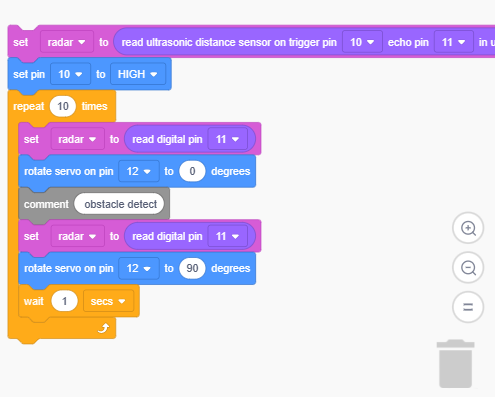 set radar to read ultrasonic distance sensor on trigger pin 10 echo pin 11 in u
set pin 10 to HIGH
repeat 10 times
set radar to read digital pin 11
rotate servo on pin 12 to 0 degrees
comment obstacle detect
set radar to read digital pin 11
rotate servo on pin 12 to 90 degrees
wait 1 secs